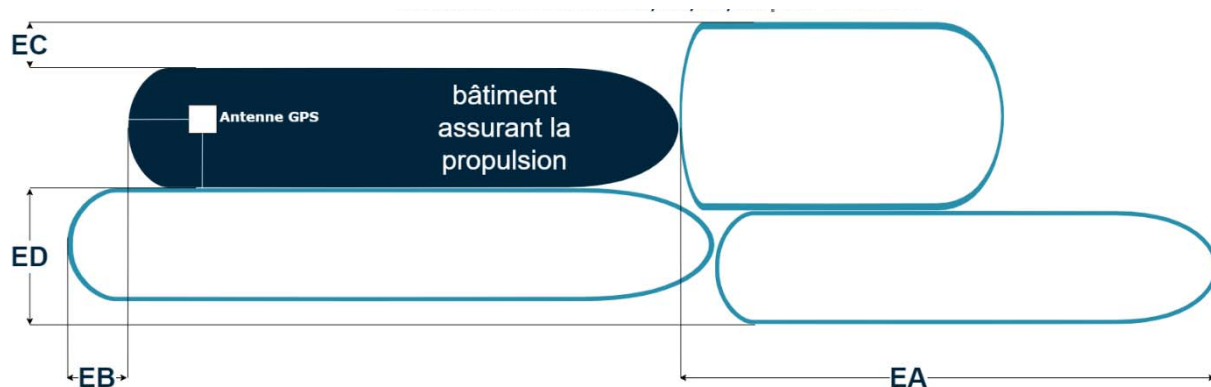 EC
Antenne GPS
bâtiment
assurant la
propulsion
ED
EB
EA